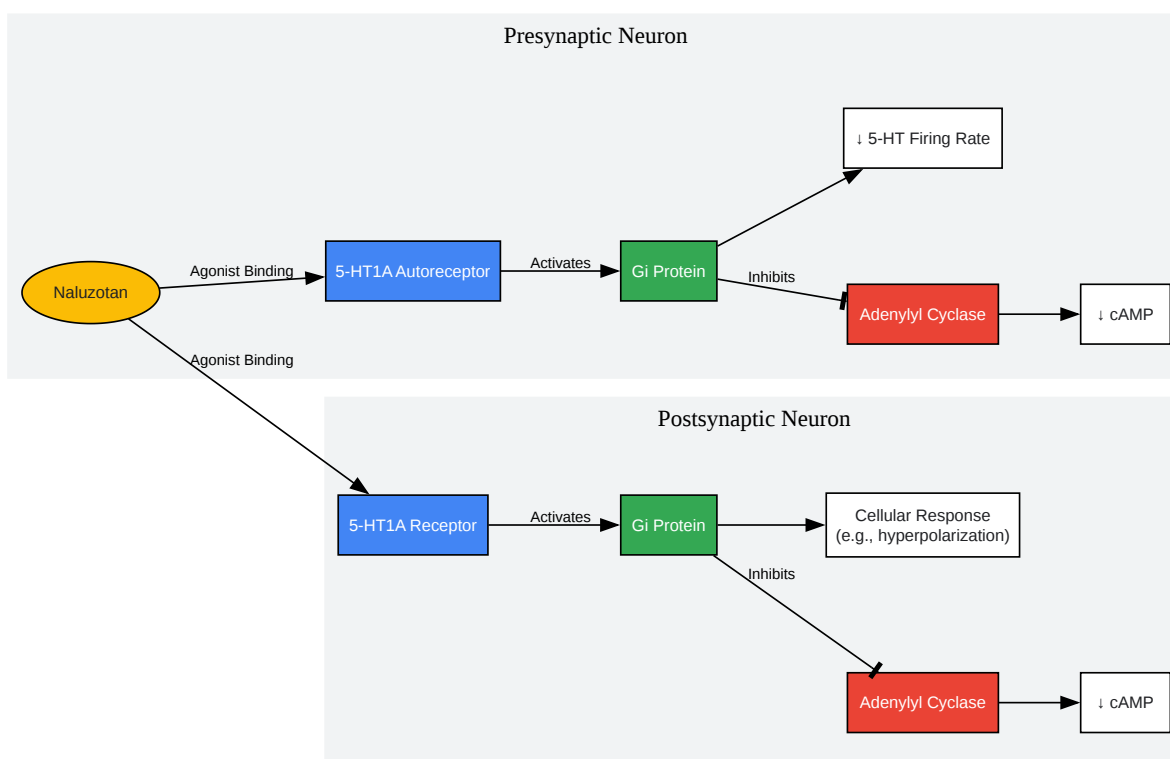 Presynaptic Neuron
↓ 5-HT Firing Rate
Naluzotan
Agonist Binding
5-HT1A Autoreceptor
Activates
Gi Protein
Inhibits
Adenylyl Cyclase
↓ cAMP
Agonist Binding
Postsynaptic Neuron
5-HT1A Receptor
Activates
Gi Protein
Cellular Response
(e.g., hyperpolarization)
Inhibits
Adenylyl Cyclase
↓ cAMP